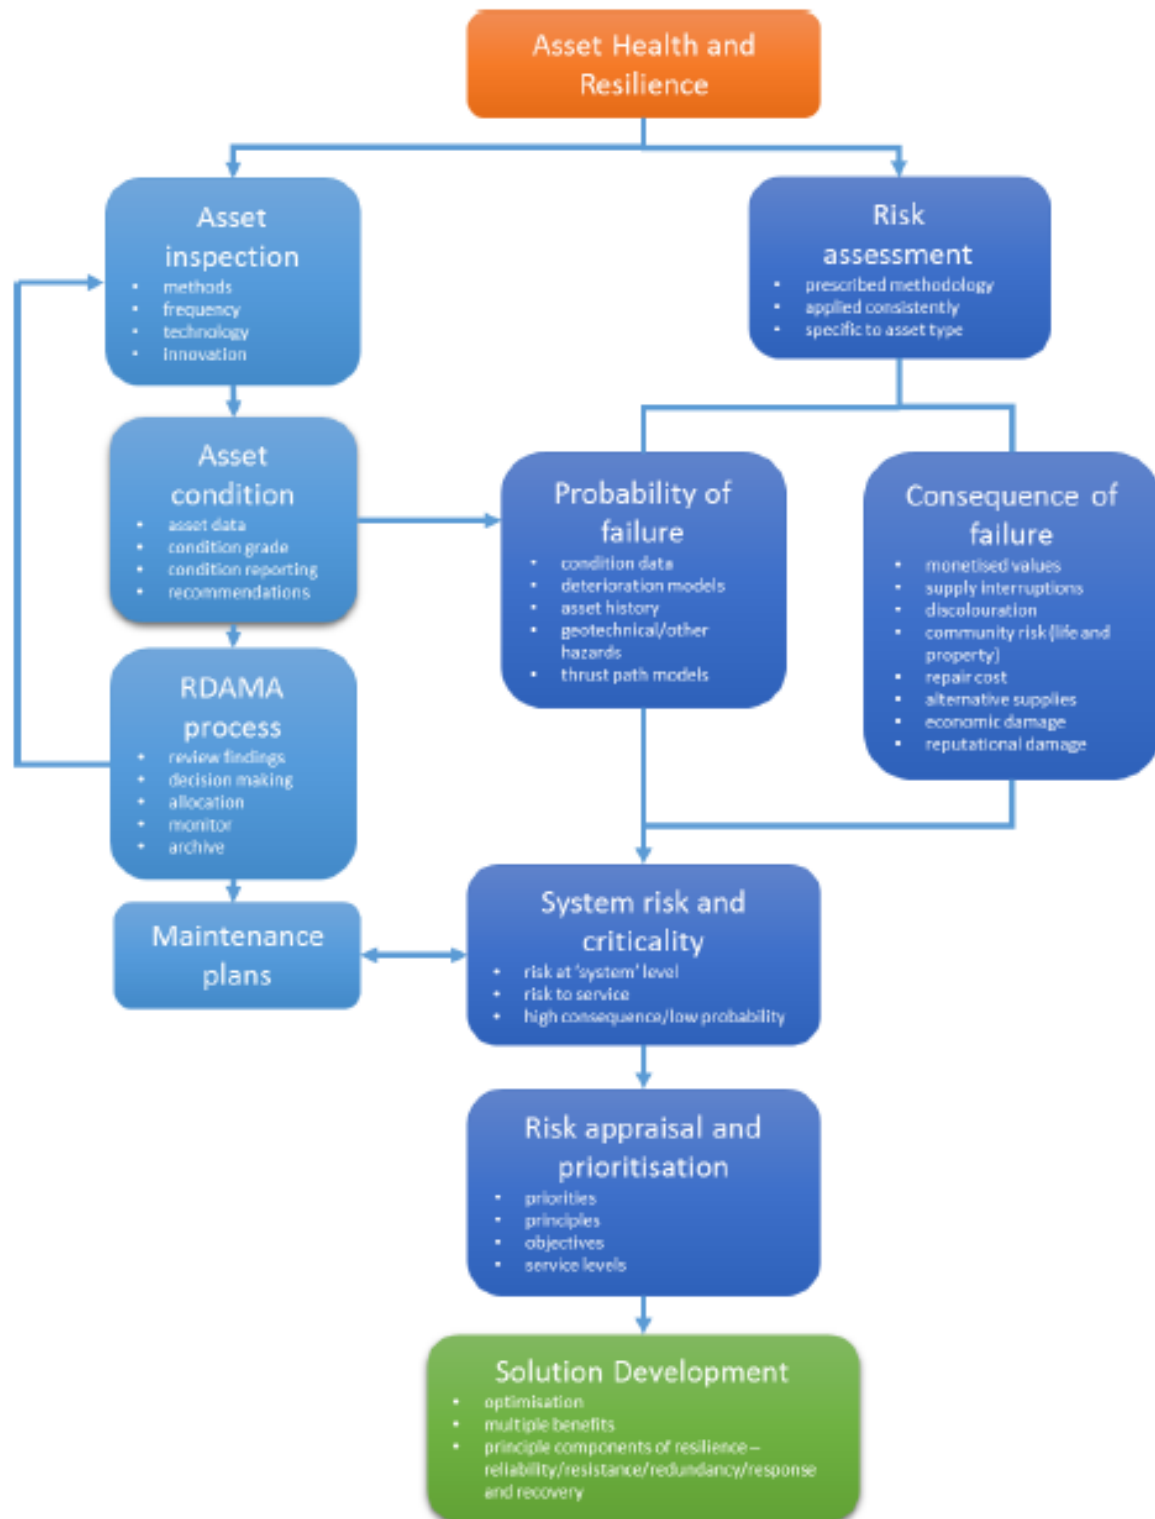 Asset Health and
Resilience
Asset
inspection
• methods
• frequency
• technology
• innovation
Risk
assessment
• prescribed methodology
• applied consistently
• specific to asset type
Asset
condition
• asset data
• condition grade
• condition reporting
• recommendations
Probability of
failure
• condition data
• deterioration models
• asset history
• geotechnical/other
hazards
• thrust path models
Consequence of
failure
• monetised values
• supply interruptions
• discolouration
• community risk (life and
property)
• repair cost
• alternative supplies
• economic damage
• reputational damage
RDAMA
process
• review findings
• decision making
• allocation
• monitor
• archive
Maintenance
plans
System risk and
criticality
• risk at 'system' level
• risk to service
• high consequence/low probability
Risk appraisal and
prioritisation
• priorities
• principles
• objectives
• service levels
Solution Development
• optimisation
• multiple benefits
• principle components of resilience –
reliability/resistance/redundancy/response
and recovery